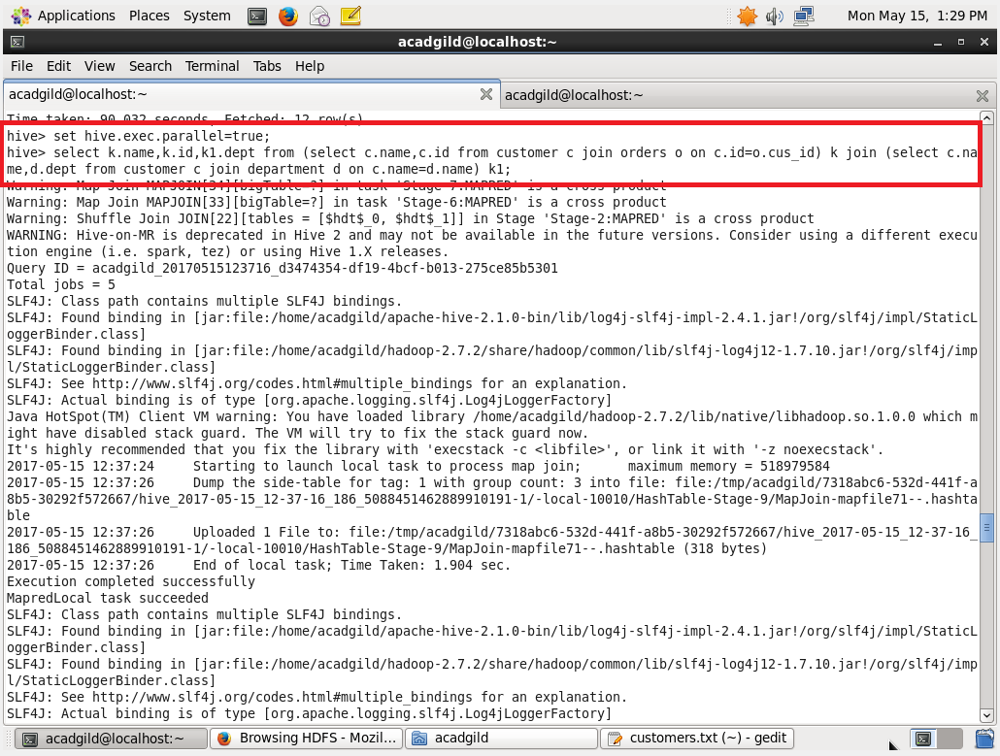 Applications Places System Mon May 15, 1:29 PM
acadgild@localhost:~
File Edit View Search Terminal Tabs Help
acadgild@localhost:~ acadgild@localhost:~
Time taken: 90.032 seconds, Fetched: 12 row(s)
hive> set hive.exec.parallel=true;
hive> select k.name,k.id,k1.dept from (select c.name,c.id from customer c join orders o on c.id=o.cus_id) k join (select c.na
me,d.dept from customer c join department d on c.name=d.name) k1;
Warning: Map Join MAPJOIN[34][bigTable=?] in task 'Stage-7:MAPRED' is a cross product
Warning: Map Join MAPJOIN[33][bigTable=?] in task 'Stage-6:MAPRED' is a cross product
Warning: Shuffle Join JOIN[22][tables = [$hdt$_0, $hdt$_1]] in Stage 'Stage-2:MAPRED' is a cross product
WARNING: Hive-on-MR is deprecated in Hive 2 and may not be available in the future versions. Consider using a different execu
tion engine (i.e. spark, tez) or using Hive 1.X releases.
Query ID = acadgild_20170515123716_d3474354-df19-4bcf-b013-275ce85b5301
Total jobs = 5
SLF4J: Class path contains multiple SLF4J bindings.
SLF4J: Found binding in [jar:file:/home/acadgild/apache-hive-2.1.0-bin/lib/log4j-slf4j-impl-2.4.1.jar!/org/slf4j/impl/StaticL
oggerBinder.class]
SLF4J: Found binding in [jar:file:/home/acadgild/hadoop-2.7.2/share/hadoop/common/lib/slf4j-log4j12-1.7.10.jar!/org/slf4j/imp
l/StaticLoggerBinder.class]
SLF4J: See http://www.slf4j.org/codes.html#multiple_bindings for an explanation.
SLF4J: Actual binding is of type [org.apache.logging.slf4j.Log4jLoggerFactory]
Java HotSpot(TM) Client VM warning: You have loaded library /home/acadgild/hadoop-2.7.2/lib/native/libhadoop.so.1.0.0 which m
ight have disabled stack guard. The VM will try to fix the stack guard now.
It's highly recommended that you fix the library with 'execstack -c <libfile>', or link it with '-z noexecstack'.
2017-05-15 12:37:24 Starting to launch local task to process map join; maximum memory = 518979584
2017-05-15 12:37:26 Dump the side-table for tag: 1 with group count: 3 into file: file:/tmp/acadgild/7318abc6-532d-441f-a
8b5-30292f572667/hive_2017-05-15_12-37-16_186_5088451462889910191-1/-local-10010/HashTable-Stage-9/MapJoin-mapfile71--.hashta
ble
2017-05-15 12:37:26 Uploaded 1 File to: file:/tmp/acadgild/7318abc6-532d-441f-a8b5-30292f572667/hive_2017-05-15_12-37-16_
186_5088451462889910191-1/-local-10010/HashTable-Stage-9/MapJoin-mapfile71--.hashtable (318 bytes)
2017-05-15 12:37:26 End of local task; Time Taken: 1.904 sec.
Execution completed successfully
MapredLocal task succeeded
SLF4J: Class path contains multiple SLF4J bindings.
SLF4J: Found binding in [jar:file:/home/acadgild/apache-hive-2.1.0-bin/lib/log4j-slf4j-impl-2.4.1.jar!/org/slf4j/impl/StaticL
oggerBinder.class]
SLF4J: Found binding in [jar:file:/home/acadgild/hadoop-2.7.2/share/hadoop/common/lib/slf4j-log4j12-1.7.10.jar!/org/slf4j/imp
l/StaticLoggerBinder.class]
SLF4J: See http://www.slf4j.org/codes.html#multiple_bindings for an explanation.
SLF4J: Actual binding is of type [org.apache.logging.slf4j.Log4jLoggerFactory]
acadgild@localhost:~ Browsing HDFS - Mozil... acadgild customers.txt (~) - gedit